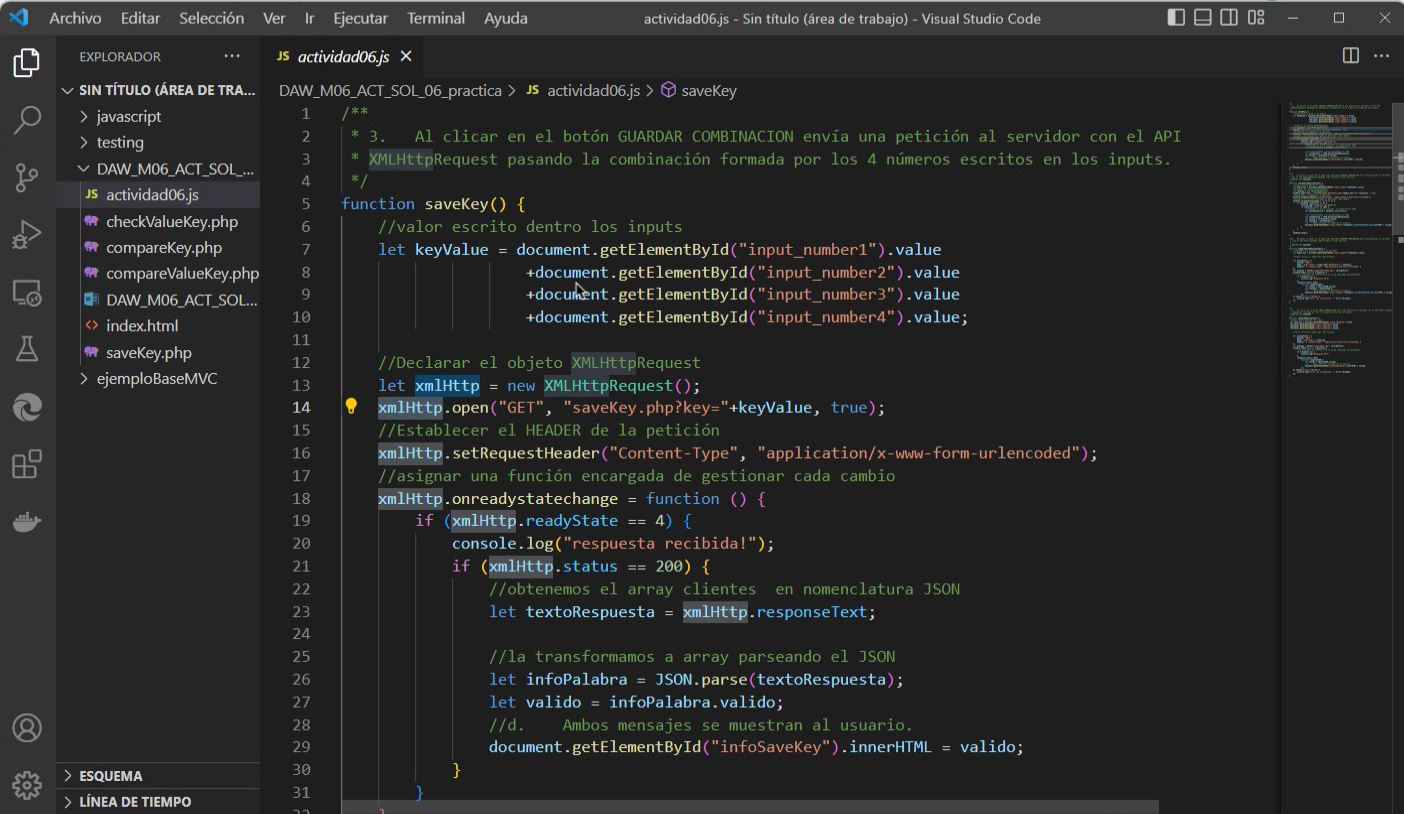 Archivo Editar Selección Ver Ir Ejecutar Terminal Ayuda
actividad06.js - Sin título (área de trabajo) - Visual Studio Code
EXPLORADOR
SIN TÍTULO (ÁREA DE TRA...
javascript
testing
DAW_M06_ACT_SOL_...
JS actividad06.js
checkValueKey.php
compareKey.php
compareValueKey.php
DAW_M06_ACT_SOL...
index.html
saveKey.php
ejemploBaseMVC
ESQUEMA
LÍNEA DE TIEMPO
JS actividad06.js
DAW_M06_ACT_SOL_06_practica > JS actividad06.js > saveKey
1 /**
2 * 3. Al clicar en el botón GUARDAR COMBINACION envía una petición al servidor con el API
3 * XMLHttpRequest pasando la combinación formada por los 4 números escritos en los inputs.
4 */
5 function saveKey() {
6 //valor escrito dentro los inputs
7 let keyValue = document.getElementById("input_number1").value
8 +document.getElementById("input_number2").value
9 +document.getElementById("input_number3").value
10 +document.getElementById("input_number4").value;
11
12 //Declarar el objeto XMLHttpRequest
13 let xmlHttp = new XMLHttpRequest();
14 xmlHttp.open("GET", "saveKey.php?key="+keyValue, true);
15 //Establecer el HEADER de la petición
16 xmlHttp.setRequestHeader("Content-Type", "application/x-www-form-urlencoded");
17 //asignar una función encargada de gestionar cada cambio
18 xmlHttp.onreadystatechange = function () {
19 if (xmlHttp.readyState == 4) {
20 console.log("respuesta recibida!");
21 if (xmlHttp.status == 200) {
22 //obtenemos el array clientes  en nomenclatura JSON
23 let textoRespuesta = xmlHttp.responseText;
24
25 //la transformamos a array parseando el JSON
26 let infoPalabra = JSON.parse(textoRespuesta);
27 let valido = infoPalabra.valido;
28 //d. Ambos mensajes se muestran al usuario.
29 document.getElementById("infoSaveKey").innerHTML = valido;
30 }
31 }